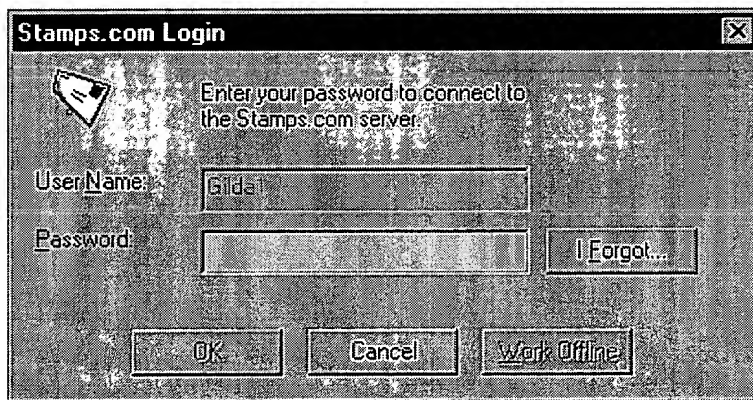 Stamps.com Login
Enter your password to connect to
the Stamps.com server.
User Name:
Gilda1
Password:
I Forgot...
OK
Cancel
Work Offline